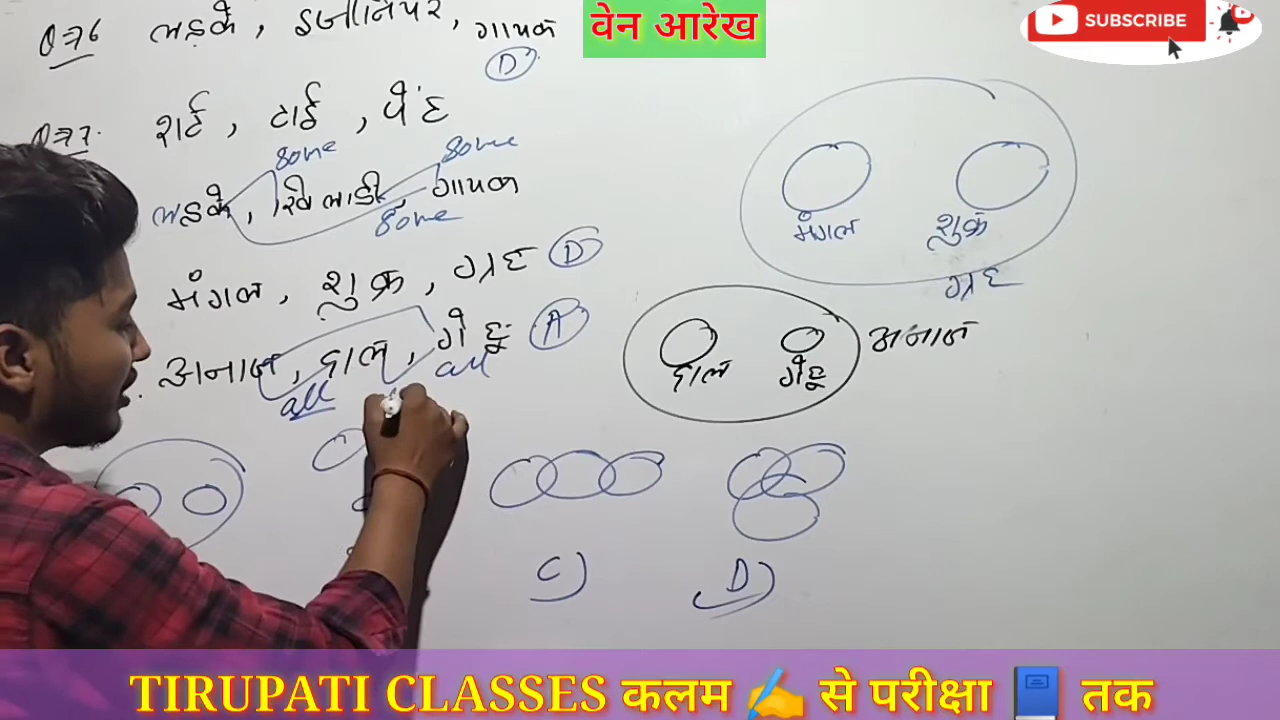 वेन आरेख
SUBSCRIBE
Q76 लड़के, इंजीनियर, गायक
D
Q77. शर्ट, टाई, पैंट
some some
लड़के, खिलाडी, गायक
some
मंगल, शुक्र, ग्रह D
अनाज, दाल, गेहूं A
all all
मंगल शुक्र
ग्रह
दाल गेहू अनाज
C) D)
TIRUPATI CLASSES कलम ✍️ से परीक्षा 📘 तक